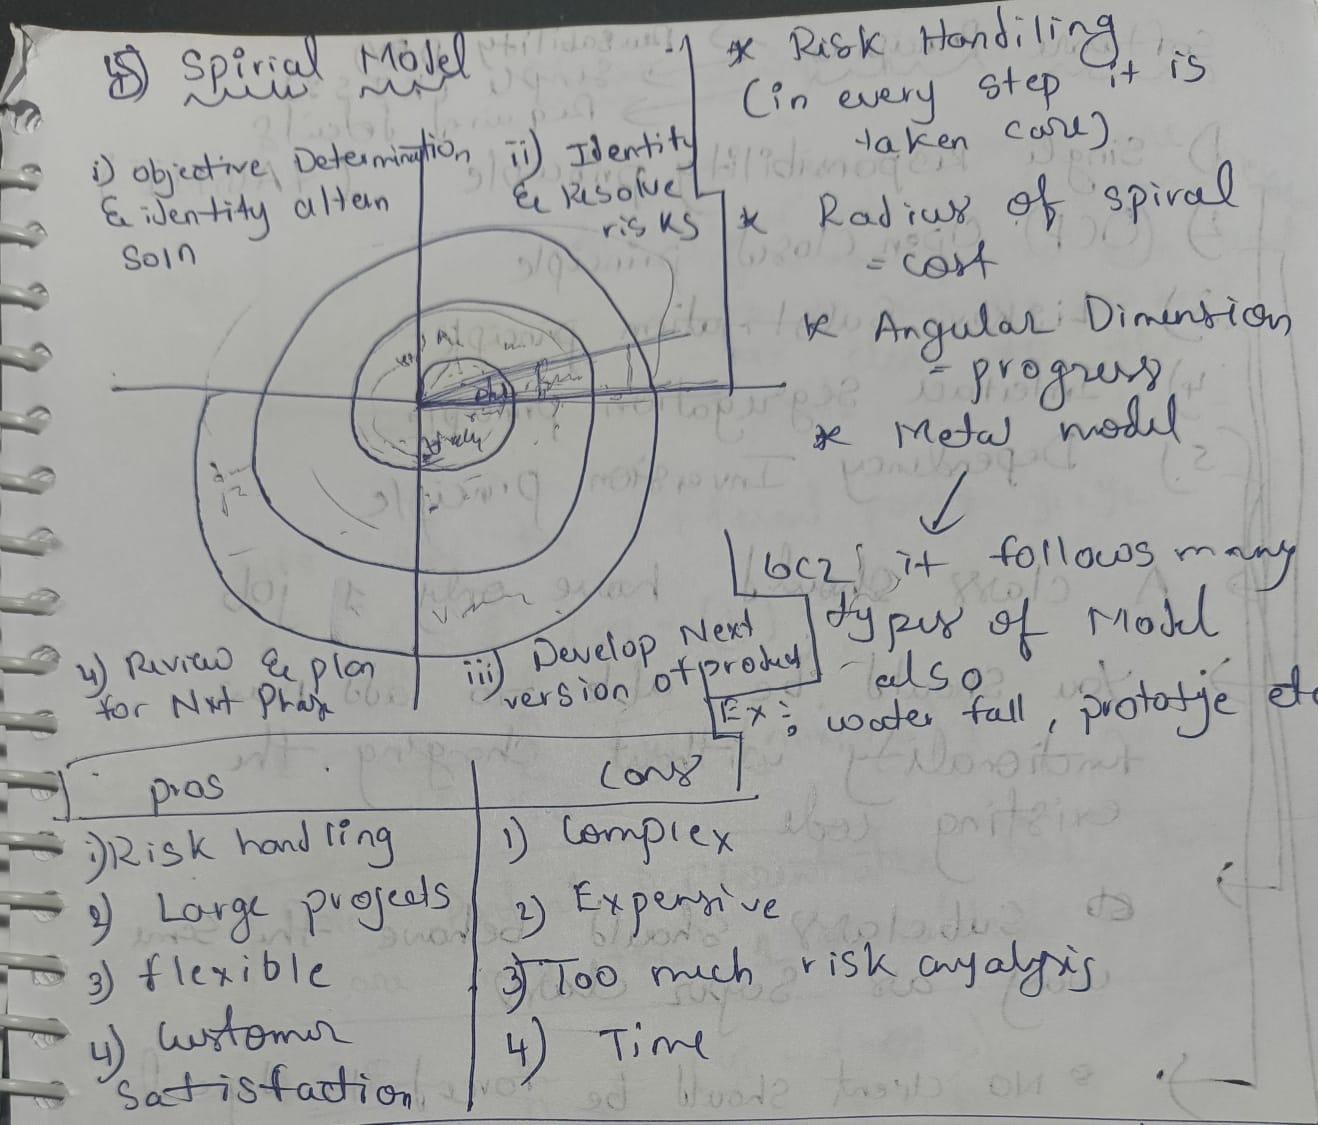 5) Spirial Model
i) Objective Determination
& identity altern
Soln
ii) Identity
& Resolve
risks
4) Review & plan
for Nxt Phase
iii) Develop Next
version of product
* Risk Handiling
(in every step it is
taken care)
* Radius of spiral
= cost
* Angular Dimension
= progress
* Metal model
bcz, it follows many
types of Model
also
Ex: water fall, prototje etc
pros
1) Risk handling
2) Large projects
3) flexible
4) Customer
Satisfaction
Cons
1) Complex
2) Expensive
3) Too much risk anyalysis
4) Time